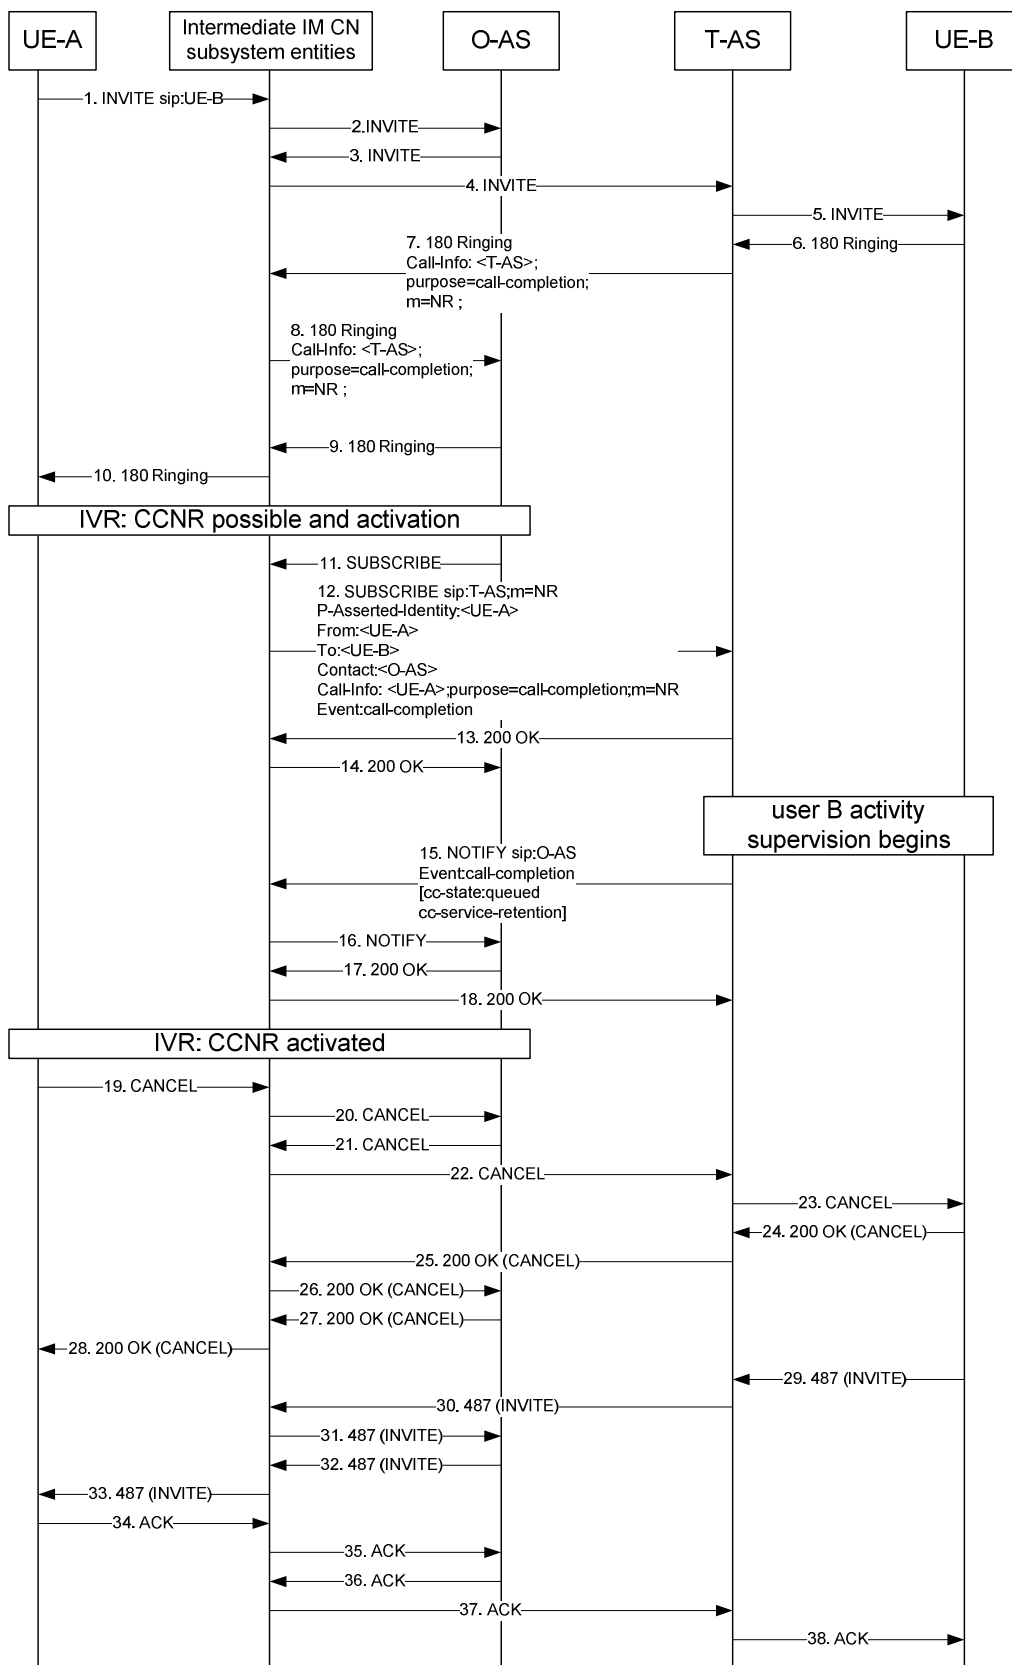 UE-A
Intermediate IM CN
subsystem entities
O-AS
T-AS
UE-B
1. INVITE sip:UE-B
2.INVITE
3. INVITE
4. INVITE
5. INVITE
6. 180 Ringing
7. 180 Ringing
Call-Info: <T-AS>;
purpose=call-completion;
m=NR ;
8. 180 Ringing
Call-Info: <T-AS>;
purpose=call-completion;
m=NR ;
9. 180 Ringing
10. 180 Ringing
IVR: CCNR possible and activation
11. SUBSCRIBE
12. SUBSCRIBE sip:T-AS;m=NR
P-Asserted-Identity:<UE-A>
From:<UE-A>
To:<UE-B>
Contact:<O-AS>
Call-Info: <UE-A>;purpose=call-completion;m=NR
Event:call-completion
13. 200 OK
14. 200 OK
user B activity
supervision begins
15. NOTIFY sip:O-AS
Event:call-completion
[cc-state:queued
cc-service-retention]
16. NOTIFY
17. 200 OK
18. 200 OK
IVR: CCNR activated
19. CANCEL
20. CANCEL
21. CANCEL
22. CANCEL
23. CANCEL
24. 200 OK (CANCEL)
25. 200 OK (CANCEL)
26. 200 OK (CANCEL)
27. 200 OK (CANCEL)
28. 200 OK (CANCEL)
29. 487 (INVITE)
30. 487 (INVITE)
31. 487 (INVITE)
32. 487 (INVITE)
33. 487 (INVITE)
34. ACK
35. ACK
36. ACK
37. ACK
38. ACK